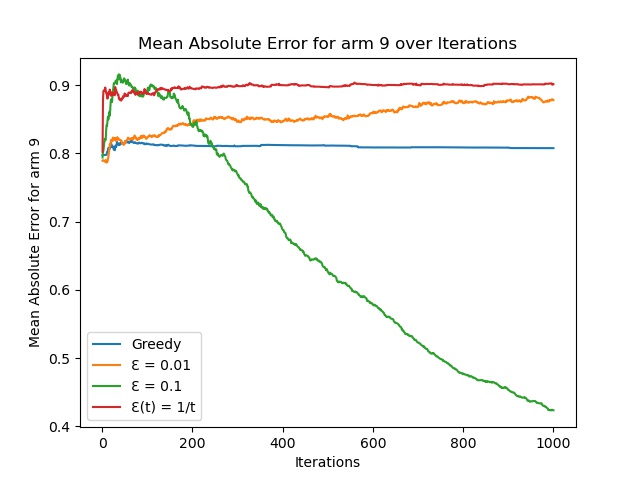 Mean Absolute Error for arm 9 over Iterations
Mean Absolute Error for arm 9
0.9
0.8
0.7
0.6
0.5
0.4
Greedy
Ɛ = 0.01
Ɛ = 0.1
Ɛ(t) = 1/t
0
200
400
600
800
1000
Iterations